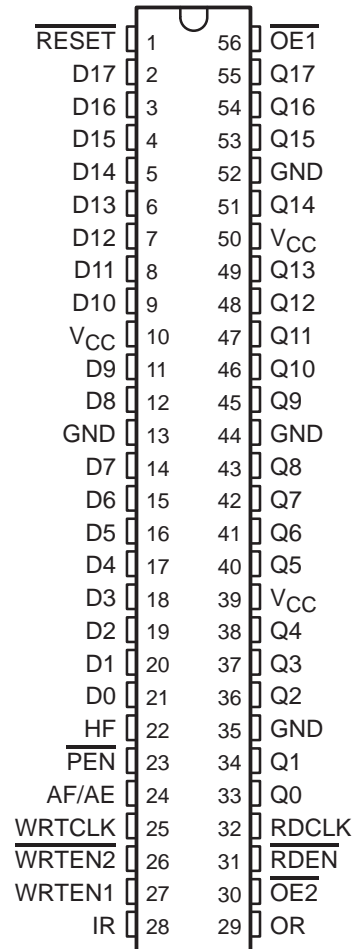 RESET 1 56 OE1
D17 2 55 Q17
D16 3 54 Q16
D15 4 53 Q15
D14 5 52 GND
D13 6 51 Q14
D12 7 50 VCC
D11 8 49 Q13
D10 9 48 Q12
VCC 10 47 Q11
D9 11 46 Q10
D8 12 45 Q9
GND 13 44 GND
D7 14 43 Q8
D6 15 42 Q7
D5 16 41 Q6
D4 17 40 Q5
D3 18 39 VCC
D2 19 38 Q4
D1 20 37 Q3
D0 21 36 Q2
HF 22 35 GND
PEN 23 34 Q1
AF/AE 24 33 Q0
WRTCLK 25 32 RDCLK
WRTEN2 26 31 RDEN
WRTEN1 27 30 OE2
IR 28 29 OR